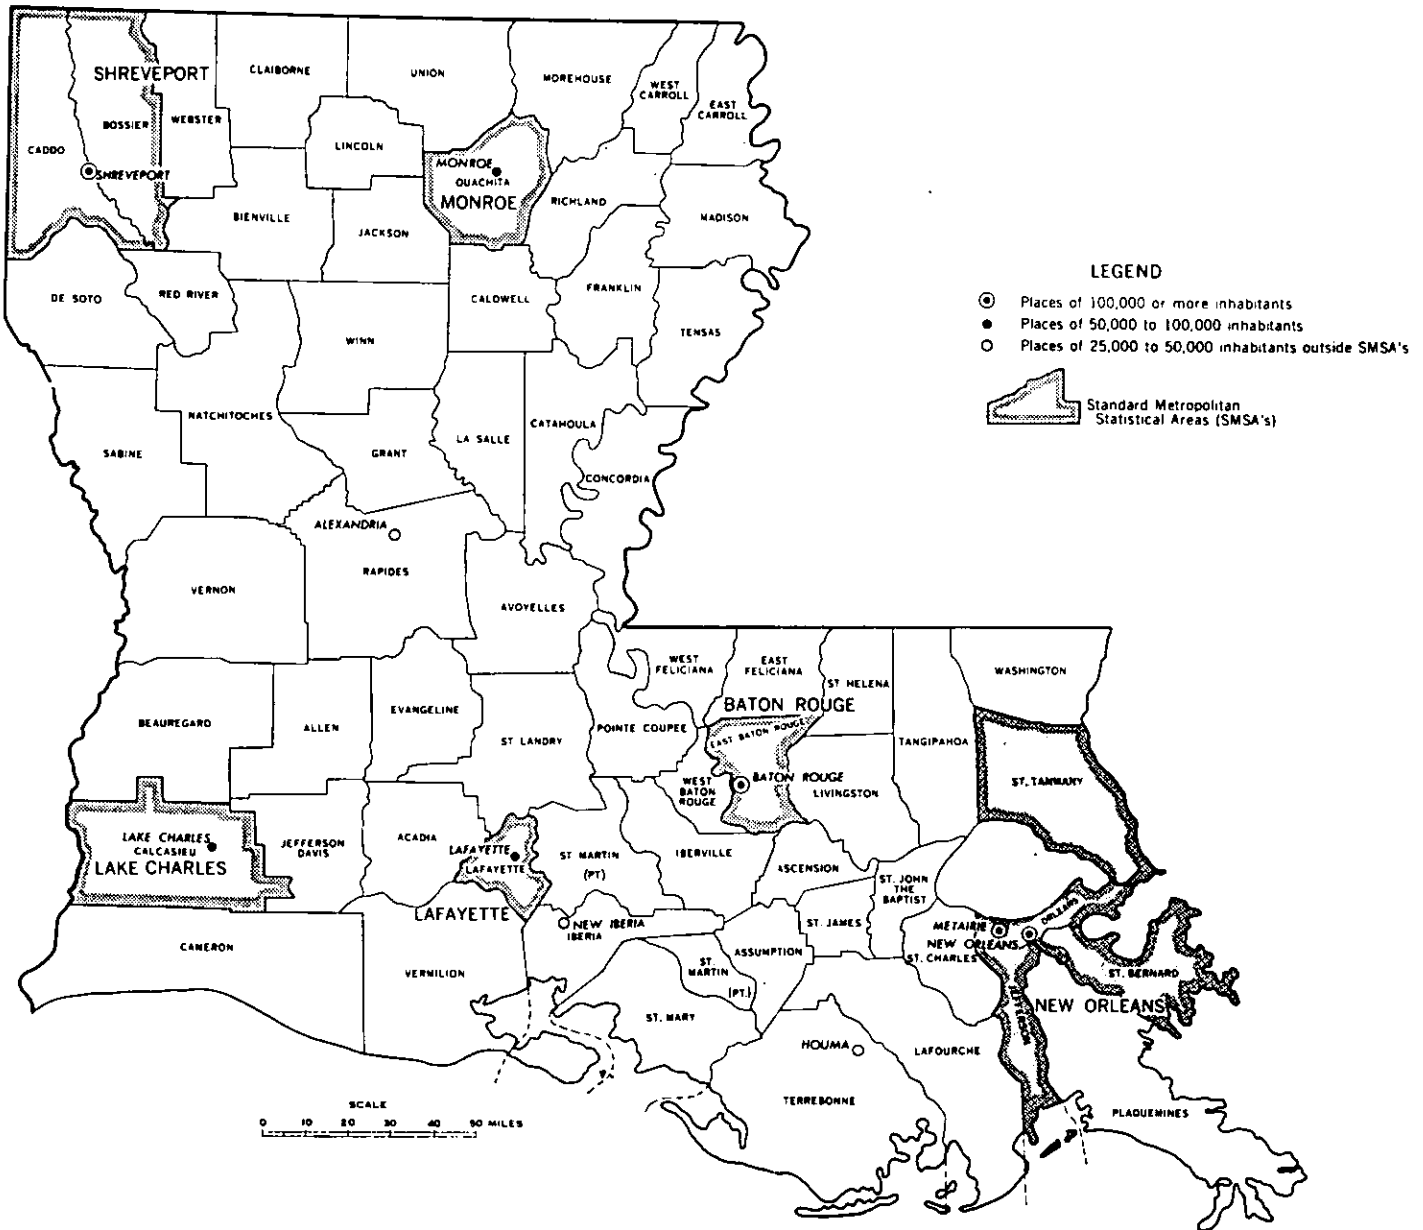 SHREVEPORT
CLAIBORNE
UNION
MOREHOUSE
WEST
CARROLL
EAST
CARROLL
CADDO
BOSSIER
WEBSTER
LINCOLN
SHREVEPORT
MONROE
OUACHITA
MONROE
RICHLAND
MADISON
BIENVILLE
JACKSON
DE SOTO
RED RIVER
CALDWELL
FRANKLIN
TENSAS
WINN
LEGEND
Places of 100,000 or more inhabitants
Places of 50,000 to 100,000 inhabitants
Places of 25,000 to 50,000 inhabitants outside SMSA's
Standard Metropolitan
Statistical Areas (SMSA's)
NATCHITOCHES
SABINE
GRANT
LA SALLE
CATAHOULA
CONCORDIA
ALEXANDRIA
RAPIDES
VERNON
AVOYELLES
WEST
FELICIANA
EAST
FELICIANA
ST HELENA
WASHINGTON
BATON ROUGE
BEAUREGARD
ALLEN
EVANGELINE
ST LANDRY
POINTE COUPEE
EAST BATON ROUGE
TANGIPAHOA
ST. TAMMANY
BATON ROUGE
WEST
BATON
ROUGE
LIVINGSTON
LAKE CHARLES
CALCASIEU
LAKE CHARLES
JEFFERSON
DAVIS
ACADIA
LAFAYETTE
LAFAYETTE
LAFAYETTE
ST MARTIN
(PT)
IBERVILLE
ASCENSION
ST. JOHN
THE
BAPTIST
ST. JAMES
NEW IBERIA
IBERIA
METAIRIE
NEW ORLEANS
ORLEANS
ST. CHARLES
CAMERON
VERMILION
ST.
MARTIN
(PT.)
ASSUMPTION
ST. BERNARD
NEW ORLEANS
JEFFERSON
ST. MARY
HOUMA
LAFOURCHE
TERREBONNE
PLAQUEMINES
SCALE
0 10 20 30 40 50 MILES